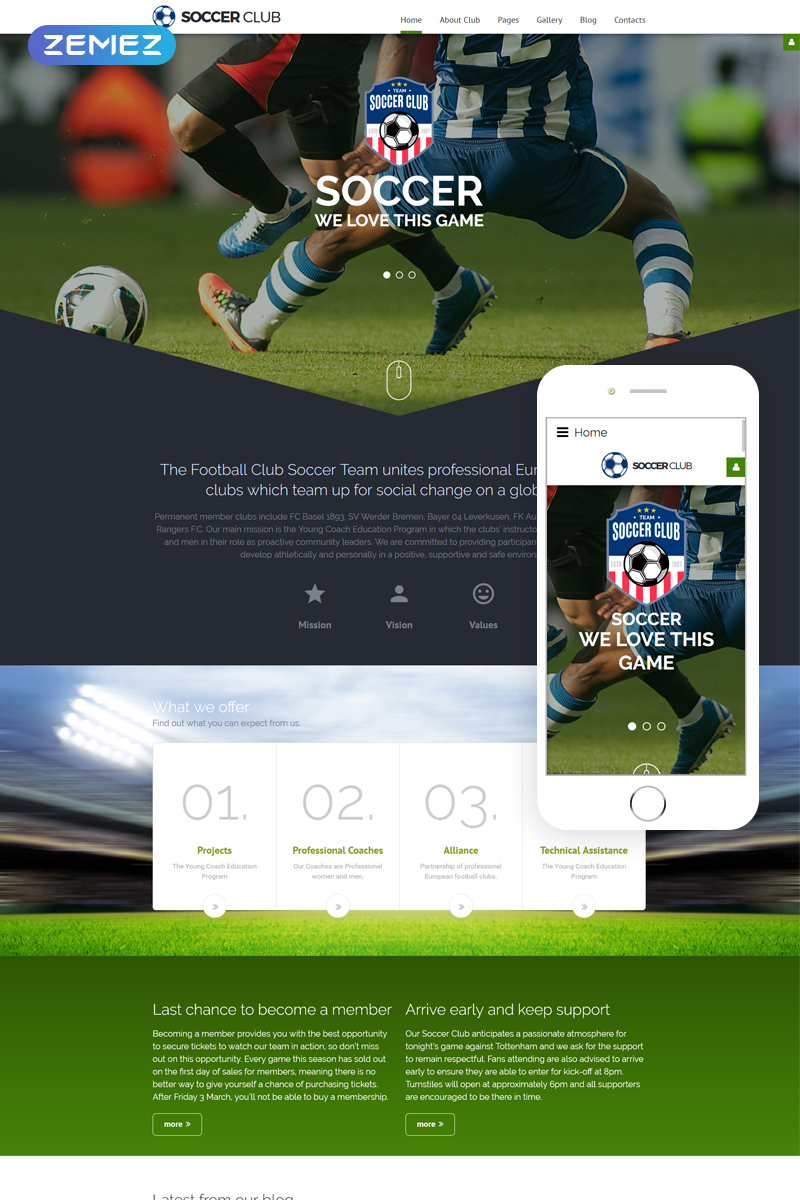 SOCCER CLUB
Home About Club Pages Gallery Blog Contacts
ZEMEZ
TEAM
SOCCER CLUB
ESTD 1987
SOCCER
WE LOVE THIS GAME
The Football Club Soccer Team unites professional
clubs which team up for social change on a
Permanent member clubs include FC Basel 1893, SV Werder Bremen, Bayer 04 Leverkusen, FK
Rangers F.C. Our main mission is the Young Coach Education Program in which the clubs'
and men in their role as proactive community leaders. We are committed to providing
develop athletically and personally in a positive, supportive and safe
Mission Vision Values
Home
SOCCER CLUB
TEAM
SOCCER CLUB
ESTD 1987
SOCCER
WE LOVE THIS
GAME
What we offer
Find out what you can expect from us.
01. 02. 03.
Projects Professional Coaches Alliance Technical Assistance
The Young Coach Education Our Coaches are Professional Partnership of professional The Young Coach Education
Program women and men. European football clubs. Program
Last chance to become a member
Becoming a member provides you with the best opportunity
to secure tickets to watch our team in action, so don't miss
out on this opportunity. Every game this season has sold out
on the first day of sales for members, meaning there is no
better way to give yourself a chance of purchasing tickets.
After Friday 3 March, you'll not be able to buy a membership.
more »
Arrive early and keep support
Our Soccer Club anticipates a passionate atmosphere for
tonight's game against Tottenham and we ask for the support
to remain respectful. Fans attending are also advised to arrive
early to ensure they are able to enter for kick-off at 8pm.
Turnstiles will open at approximately 6pm and all supporters
are encouraged to be there in time.
more »
Latest from our blog